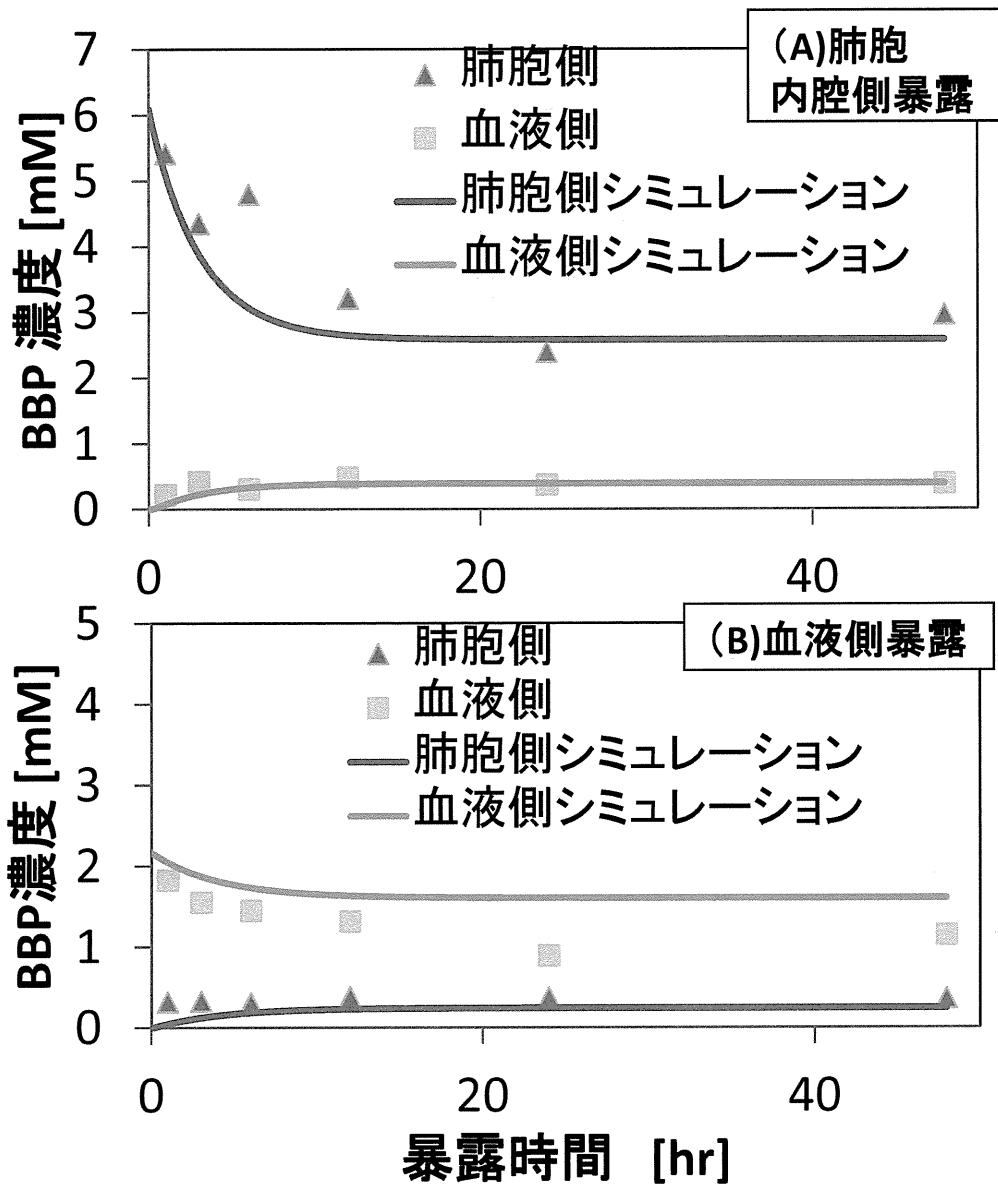 (A)肺胞
内腔側暴露
肺胞側
血液側
肺胞側シミュレーション
血液側シミュレーション
BBP 濃度 [mM]
7
6
5
4
3
2
1
0
0 20 40
(B)血液側暴露
肺胞側
血液側
肺胞側シミュレーション
血液側シミュレーション
BBP濃度 [mM]
5
4
3
2
1
0
0 20 40
暴露時間 [hr]